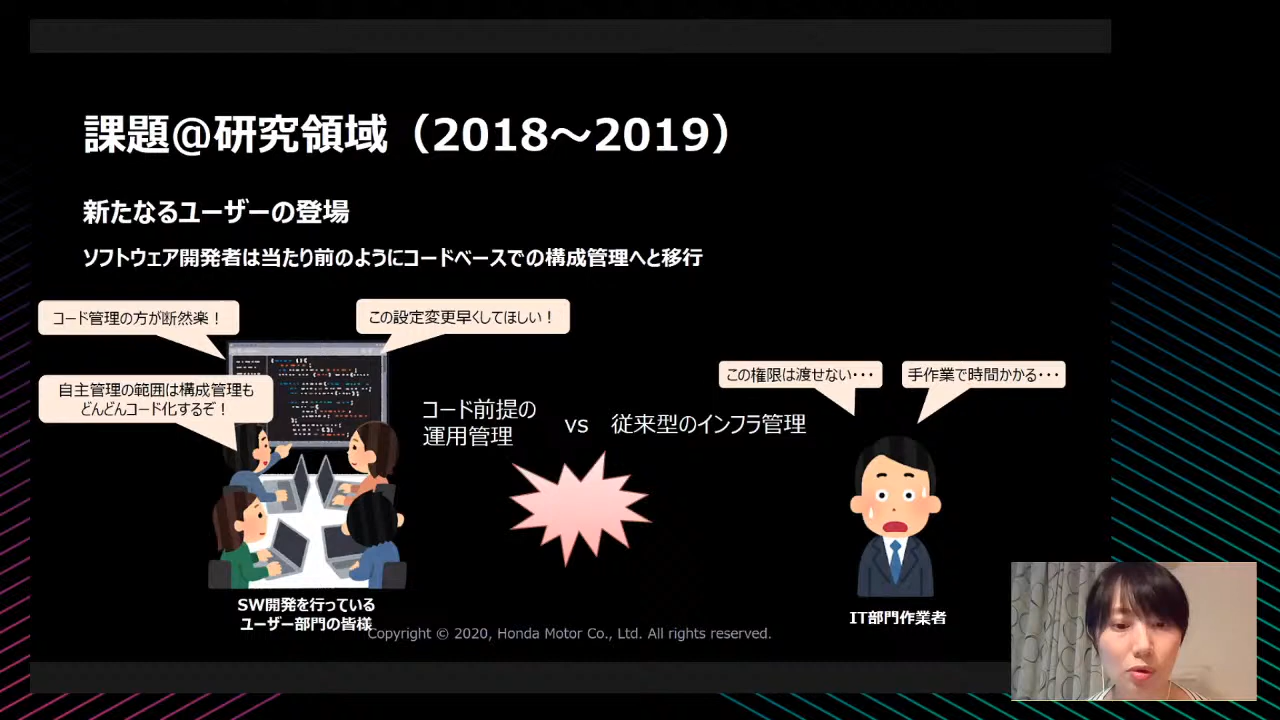 課題@研究領域（2018～2019）
新たなるユーザーの登場
ソフトウェア開発者は当たり前のようにコードベースでの構成管理へと移行
コード管理の方が断然楽！
この設定変更早くしてほしい！
自主管理の範囲は構成管理も
どんどんコード化するぞ！
この権限は渡せない･･･
手作業で時間かかる･･･
コード前提の
運用管理
vs
従来型のインフラ管理
SW開発を行っている
ユーザー部門の皆様
IT部門作業者
Copyright © 2020, Honda Motor Co., Ltd. All rights reserved.